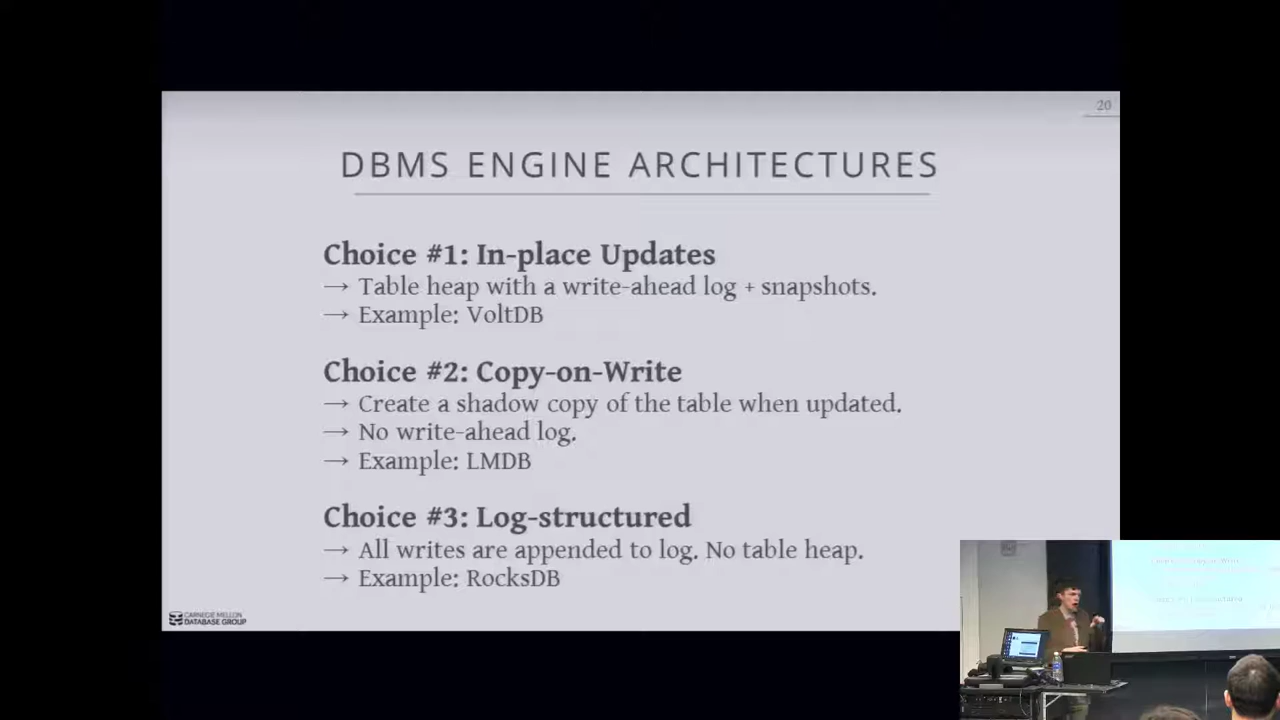 20
DBMS ENGINE ARCHITECTURES
Choice #1: In-place Updates
→ Table heap with a write-ahead log + snapshots.
→ Example: VoltDB
Choice #2: Copy-on-Write
→ Create a shadow copy of the table when updated.
→ No write-ahead log.
→ Example: LMDB
Choice #3: Log-structured
→ All writes are appended to log. No table heap.
→ Example: RocksDB
CARNEGIE MELLON
DATABASE GROUP